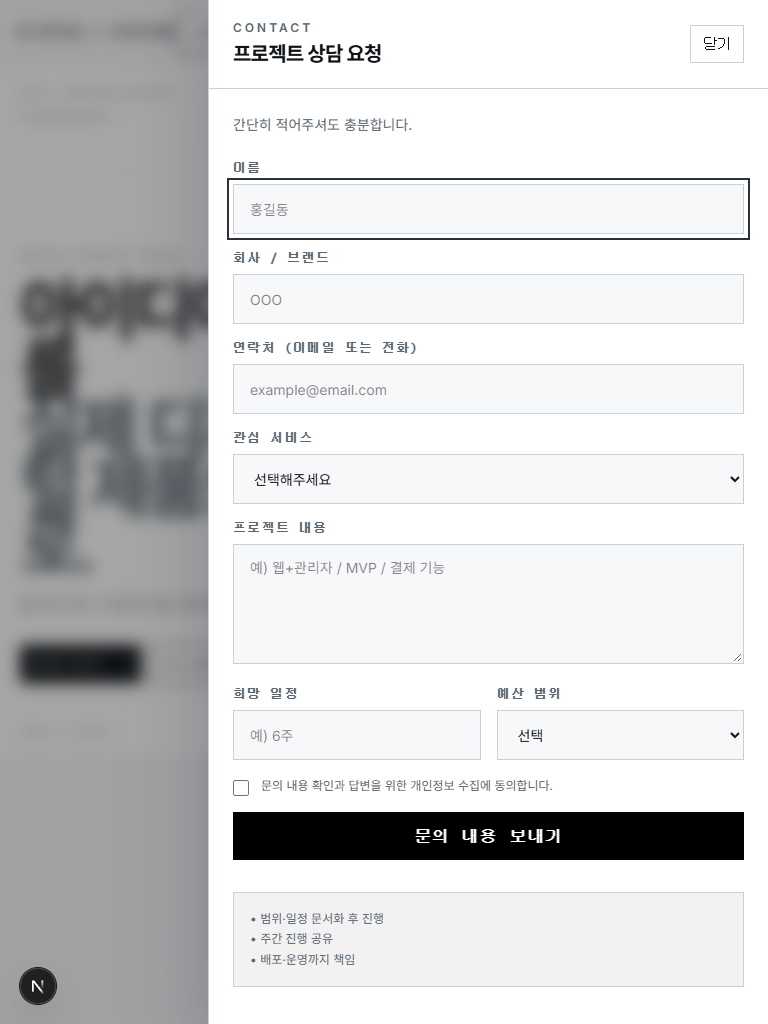 CONTACT
프로젝트 상담 요청
닫기
간단히 적어주셔도 충분합니다.
이름
홍길동
회사 / 브랜드
OOO
연락처 (이메일 또는 전화)
example@email.com
관심 서비스
선택해주세요
프로젝트 내용
예) 웹+관리자 / MVP / 결제 기능
희망 일정
예산 범위
예) 6주
선택
문의 내용 확인과 답변을 위한 개인정보 수집에 동의합니다.
문의 내용 보내기
• 범위·일정 문서화 후 진행
• 주간 진행 공유
• 배포·운영까지 책임
N